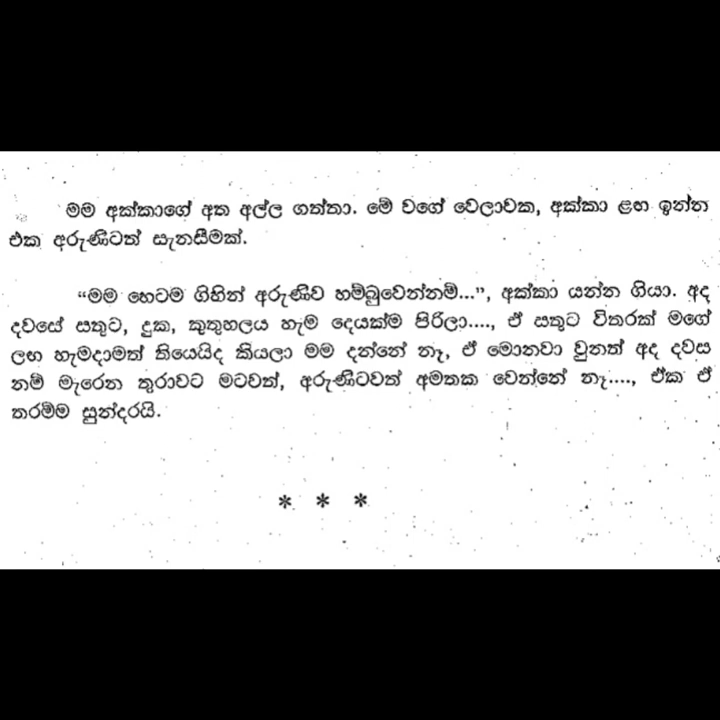 මම අක්කාගේ අත අල්ල ගත්තා. මේ වගේ වෙලාවක, අක්කා ළඟ ඉන්න
එක අරුණිටත් සැනසීමක්.
“මම හෙටම ගිහින් අරුණිව හම්බුවෙන්නම්...”, අක්කා යන්න ගියා. අද
දවසේ සතුට, දුක, කුතුහලය හැම දෙයක්ම පිරිලා...., ඒ සතුට විතරක් මගේ
ලඟ හැමදාමත් තියෙයිද කියලා මම දන්නේ නෑ, ඒ මොනවා වුනත් අද දවස
නම් මැරෙන තුරාවට මටවත්, අරුණිටවත් අමතක වෙන්නේ නෑ...., ඒක ඒ
තරම්ම සුන්දරයි.
* * *